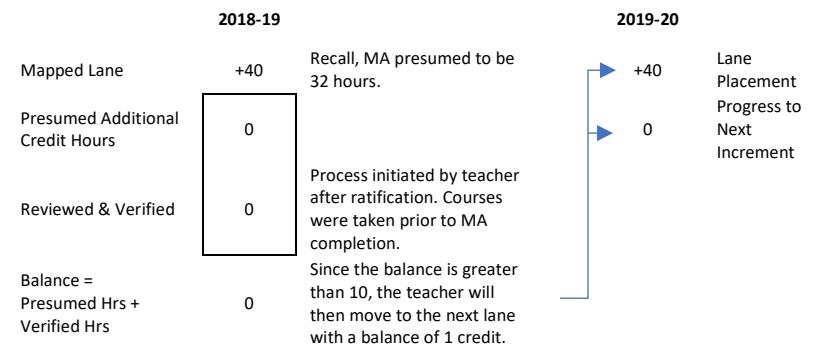 2018-19 2019-20
Mapped Lane +40 Recall, MA presumed to be
32 hours.
+40 Lane
Placement
Presumed Additional
Credit Hours
0
0 Progress to
Next
Increment
Reviewed & Verified 0 Process initiated by teacher
after ratification. Courses
were taken prior to MA
completion.
Balance =
Presumed Hrs +
Verified Hrs
0
Since the balance is greater
than 10, the teacher will
then move to the next lane
with a balance of 1 credit.